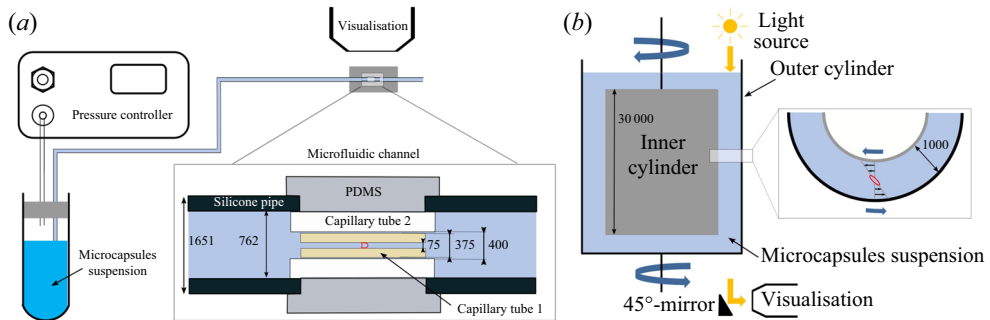 (a)
Visualisation
Pressure controller
Microfluidic channel
PDMS
Silicone pipe
Capillary tube 2
1651
762
75
375
400
Microcapsules
suspension
Capillary tube 1
(b)
Light
source
Outer cylinder
30 000
Inner
cylinder
1000
Microcapsules suspension
45°-mirror
Visualisation